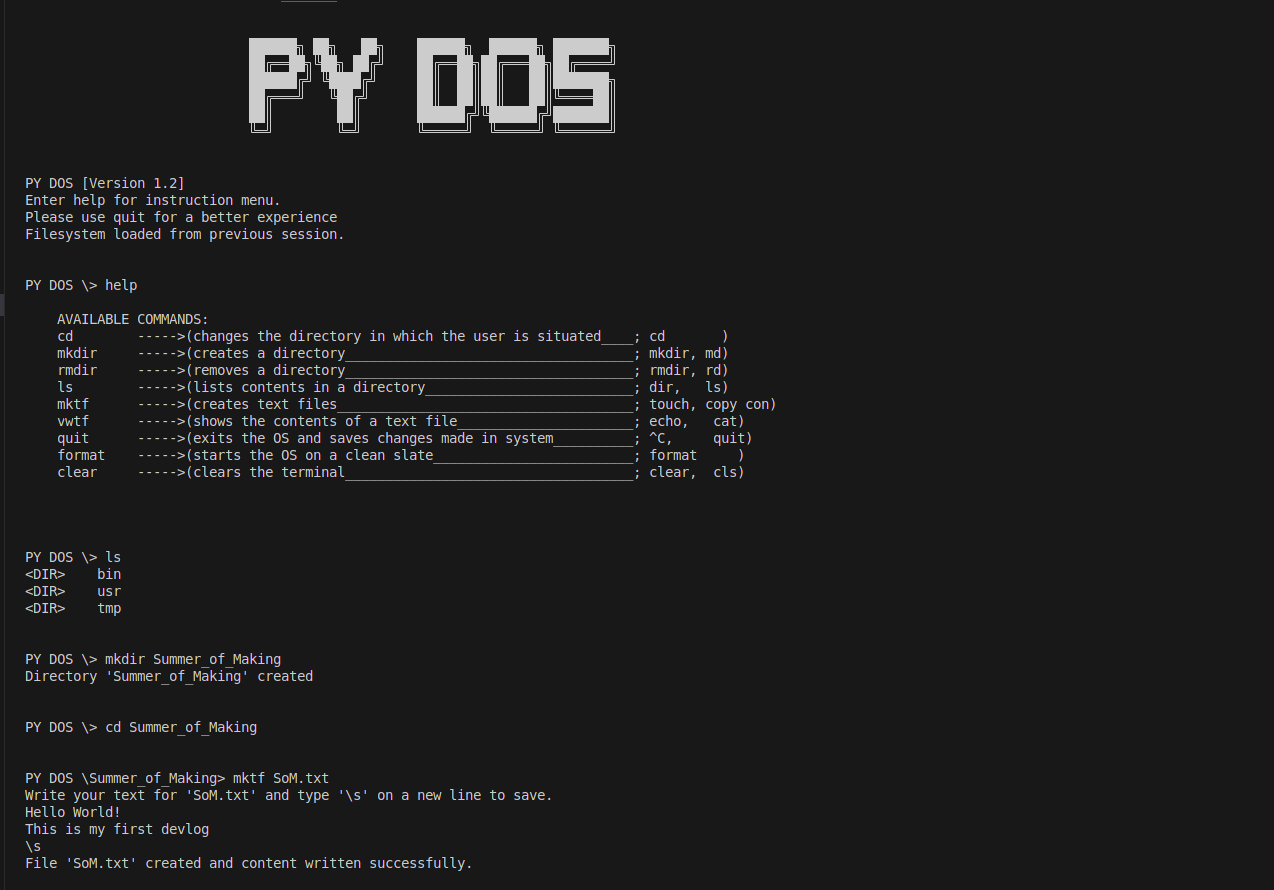 PY DOS
PY DOS [Version 1.2]
Enter help for instruction menu.
Please use quit for a better experience
Filesystem loaded from previous session.
PY DOS \> help
AVAILABLE COMMANDS:
cd        ----->(changes the directory in which the user is situated____; cd       )
mkdir     ----->(creates a directory____________________________________; mkdir, md)
rmdir     ----->(removes a directory____________________________________; rmdir, rd)
ls        ----->(lists contents in a directory__________________________; dir,   ls)
mktf      ----->(creates text files_____________________________________; touch, copy con)
vwtf      ----->(shows the contents of a text file______________________; echo,   cat)
quit      ----->(exits the OS and saves changes made in system__________; ^C,     quit)
format    ----->(starts the OS on a clean slate_________________________; format     )
clear     ----->(clears the terminal____________________________________; clear,  cls)
PY DOS \> ls
<DIR>    bin
<DIR>    usr
<DIR>    tmp
PY DOS \> mkdir Summer_of_Making
Directory 'Summer_of_Making' created
PY DOS \> cd Summer_of_Making
PY DOS \Summer_of_Making> mktf SoM.txt
Write your text for 'SoM.txt' and type '\s' on a new line to save.
Hello World!
This is my first devlog
\s
File 'SoM.txt' created and content written successfully.